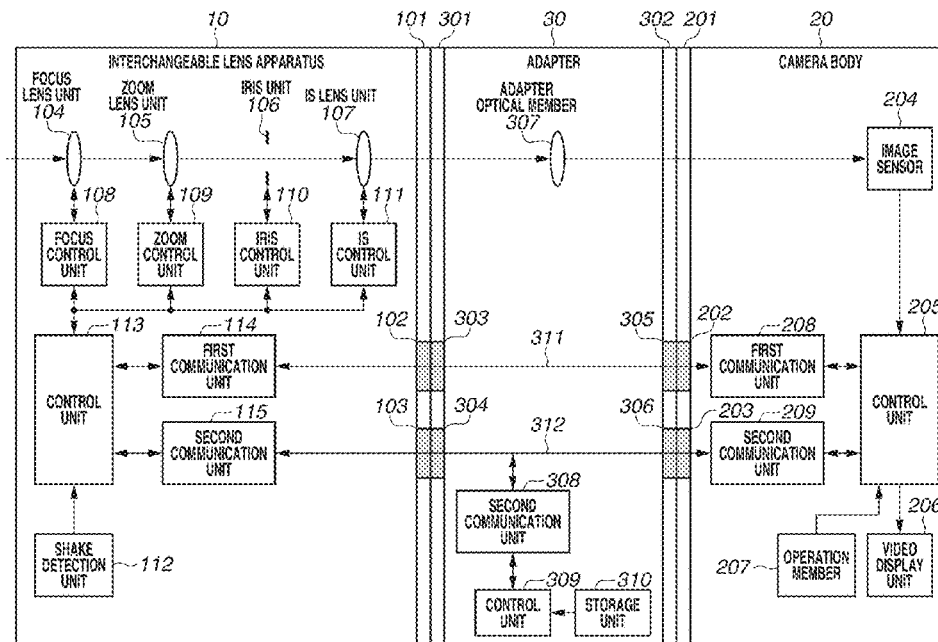 10 101 301 30 302 201 20
INTERCHANGEABLE LENS APPARATUS ADAPTER CAMERA BODY
FOCUS
LENS UNIT
104
ZOOM
LENS UNIT
105
IRIS UNIT
106
IS LENS UNIT
107
ADAPTER
OPTICAL MEMBER
307
204
IMAGE
SENSOR
108
FOCUS
CONTROL
UNIT
109
ZOOM
CONTROL
UNIT
110
IRIS
CONTROL
UNIT
111
IS
CONTROL
UNIT
113
CONTROL
UNIT
114
FIRST
COMMUNICATION
UNIT
102 303
311
305 202
208
FIRST
COMMUNICATION
UNIT
205
CONTROL
UNIT
115
SECOND
COMMUNICATION
UNIT
103 304
312
306 203
209
SECOND
COMMUNICATION
UNIT
308
SECOND
COMMUNICATION
UNIT
SHAKE
DETECTION
UNIT
112
309
CONTROL
UNIT
310
STORAGE
UNIT
207
OPERATION
MEMBER
206
VIDEO
DISPLAY
UNIT